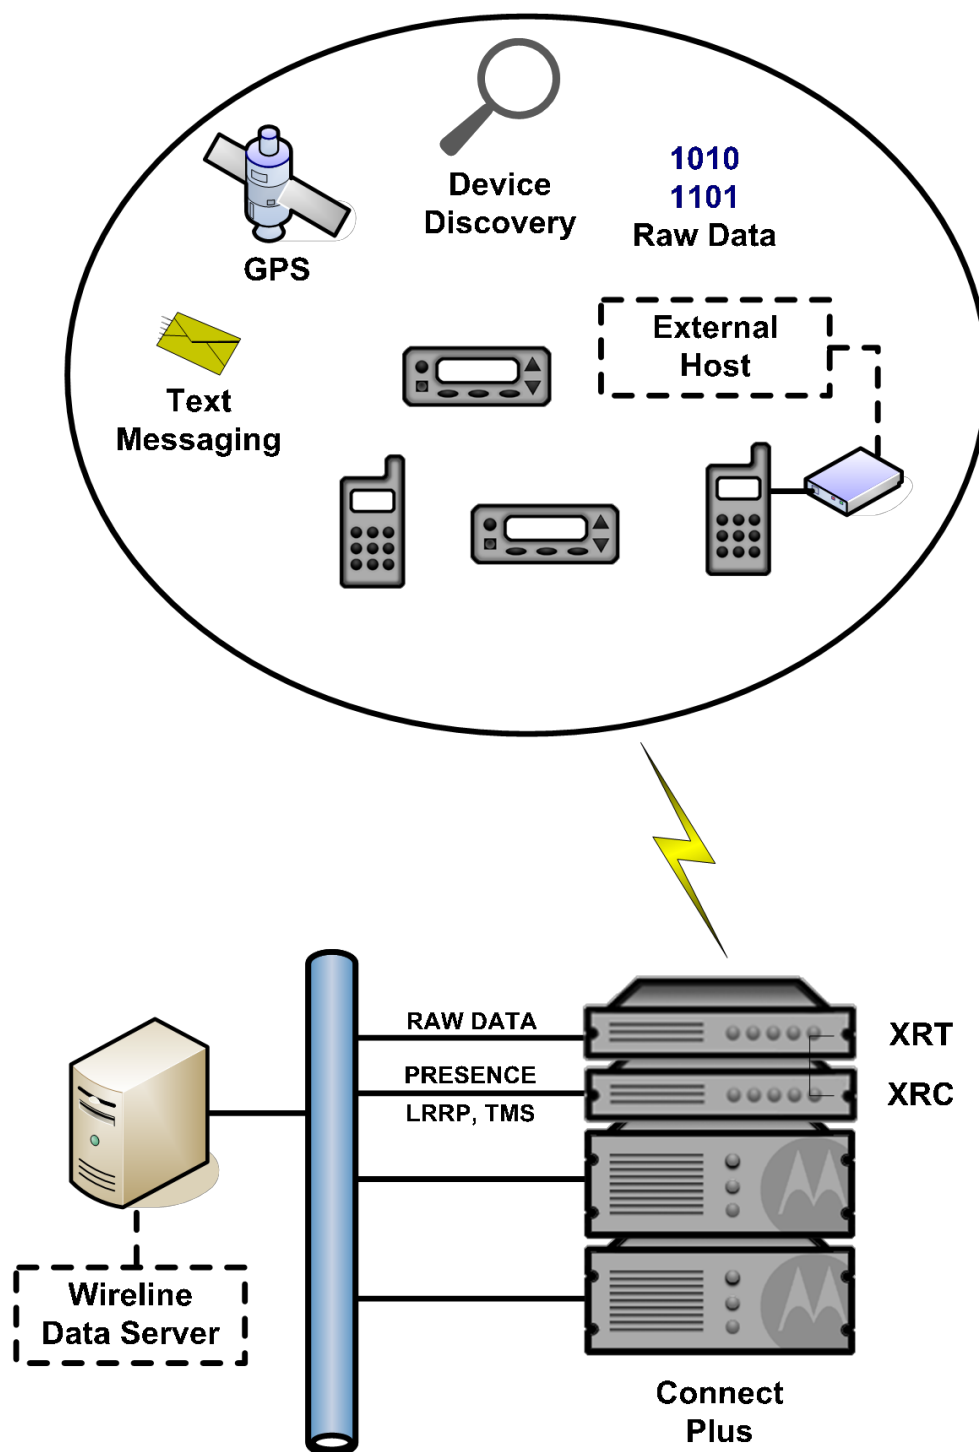 Device
Discovery
1010
1101
Raw Data
GPS
External
Host
Text
Messaging
RAW DATA
XRT
PRESENCE
XRC
LRRP, TMS
Wireline
Data Server
Connect
Plus